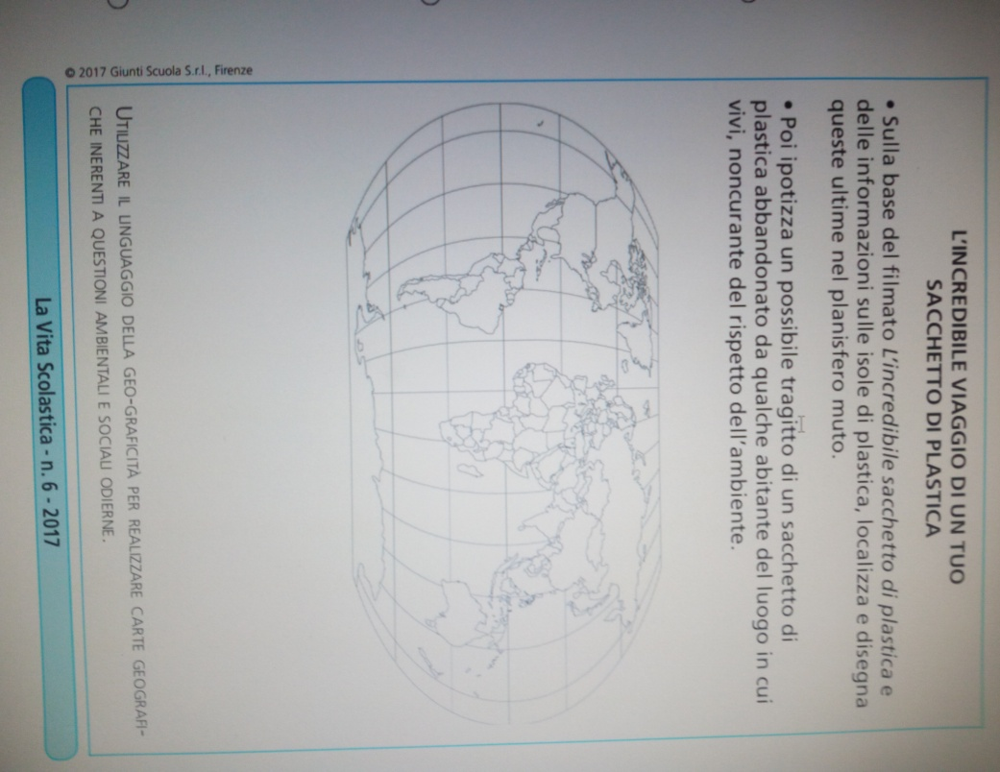 L'INCREDIBILE VIAGGIO DI UN TUO
SACCHETTO DI PLASTICA
• Sulla base del filmato L'incredibile sacchetto di plastica e
delle informazioni sulle isole di plastica, localizza e disegna
queste ultime nel planisfero muto.
• Poi ipotizza un possibile tragitto di un sacchetto di
plastica abbandonato da qualche abitante del luogo in cui
vivi, noncurante del rispetto dell'ambiente.
UTILIZZARE IL LINGUAGGIO DELLA GEO-GRAFICITÀ PER REALIZZARE CARTE GEOGRAFI-
CHE INERENTI A QUESTIONI AMBIENTALI E SOCIALI ODIERNE.
© 2017 Giunti Scuola S.r.l., Firenze
La Vita Scolastica - n. 6 - 2017